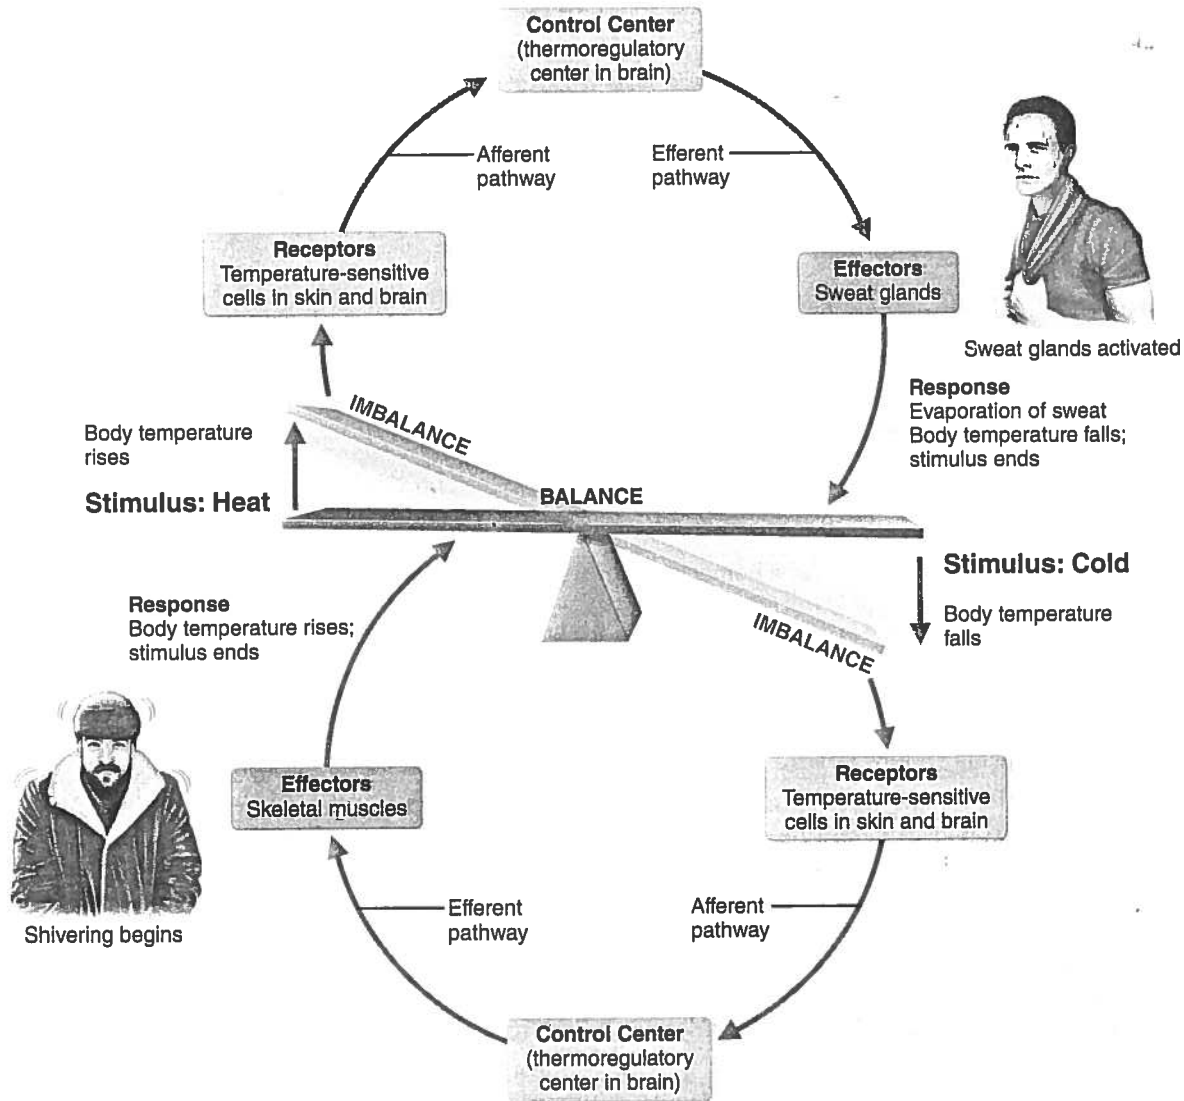 Control Center
(thermoregulatory
center in brain)
Afferent
pathway
Efferent
pathway
Receptors
Temperature-sensitive
cells in skin and brain
Effectors
Sweat glands
Sweat glands activated
Response
Evaporation of sweat
Body temperature falls;
stimulus ends
IMBALANCE
Body temperature
rises
Stimulus: Heat
BALANCE
Stimulus: Cold
Body temperature
falls
IMBALANCE
Response
Body temperature rises;
stimulus ends
Effectors
Skeletal muscles
Shivering begins
Receptors
Temperature-sensitive
cells in skin and brain
Efferent
pathway
Afferent
pathway
Control Center
(thermoregulatory
center in brain)